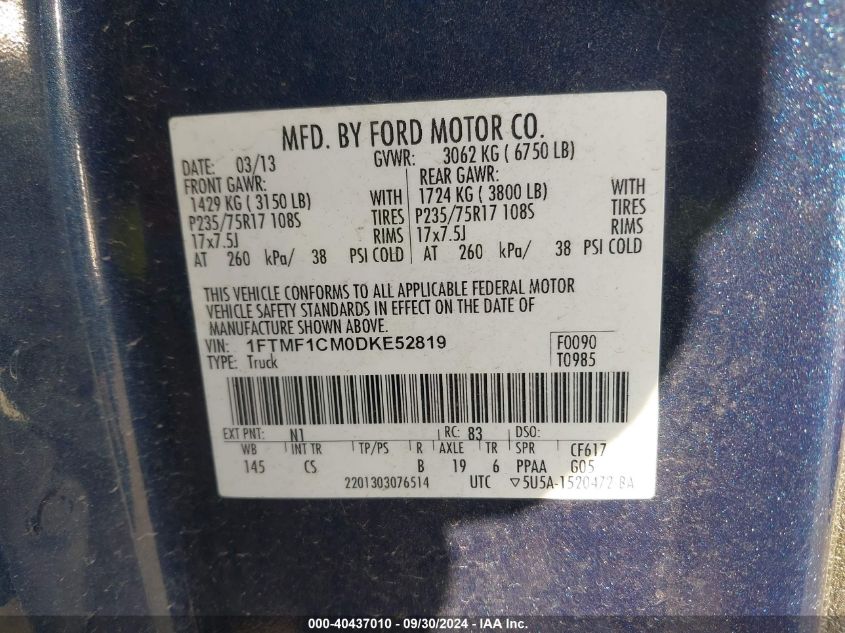 MFD. BY FORD MOTOR CO.
DATE: 03/13 GVWR: 3062 KG ( 6750 LB)
FRONT GAWR: REAR GAWR:
1429 KG ( 3150 LB) WITH 1724 KG ( 3800 LB) WITH
P235/75R17 108S TIRES P235/75R17 108S TIRES
17x7.5J RIMS 17x7.5J RIMS
AT 260 kPa/ 38 PSI COLD AT 260 kPa/ 38 PSI COLD
THIS VEHICLE CONFORMS TO ALL APPLICABLE FEDERAL MOTOR
VEHICLE SAFETY STANDARDS IN EFFECT ON THE DATE OF
MANUFACTURE SHOWN ABOVE.
VIN: 1FTMF1CM0DKE52819 F0090
TYPE: Truck T0985
EXT PNT: N1 RC: 83 DSO:
WB INT TR TP/PS R AXLE TR SPR CF617
145 CS B 19 6 PPAA G05
2201303076514 UTC ▽5U5A-1520472-BA
000-40437010 - 09/30/2024 - IAA Inc.